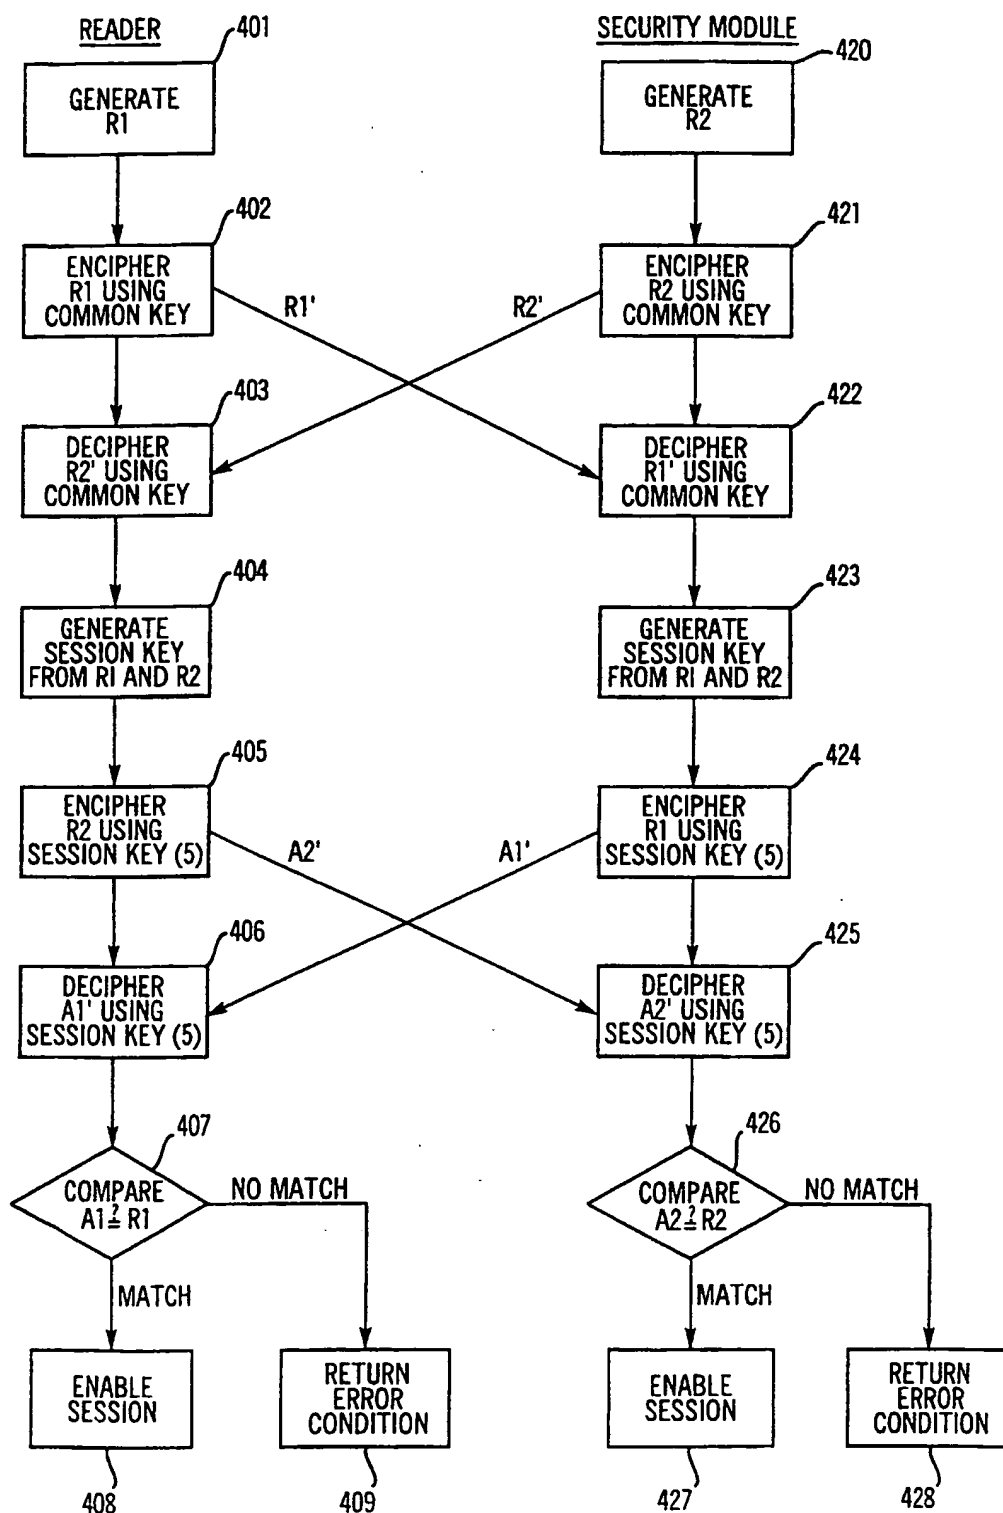 READER
401
SECURITY MODULE
420
GENERATE
R1
GENERATE
R2
402
421
ENCIPHER
R1 USING
COMMON KEY
R1'
R2'
ENCIPHER
R2 USING
COMMON KEY
403
422
DECIPHER
R2' USING
COMMON KEY
DECIPHER
R1' USING
COMMON KEY
404
423
GENERATE
SESSION KEY
FROM RI AND R2
GENERATE
SESSION KEY
FROM RI AND R2
405
424
ENCIPHER
R2 USING
SESSION KEY (5)
A2'
A1'
ENCIPHER
R1 USING
SESSION KEY (5)
406
425
DECIPHER
A1' USING
SESSION KEY (5)
DECIPHER
A2' USING
SESSION KEY (5)
407
426
COMPARE
A1 ≟ R1
NO MATCH
COMPARE
A2 ≟ R2
NO MATCH
MATCH
MATCH
ENABLE
SESSION
RETURN
ERROR
CONDITION
ENABLE
SESSION
RETURN
ERROR
CONDITION
408
409
427
428